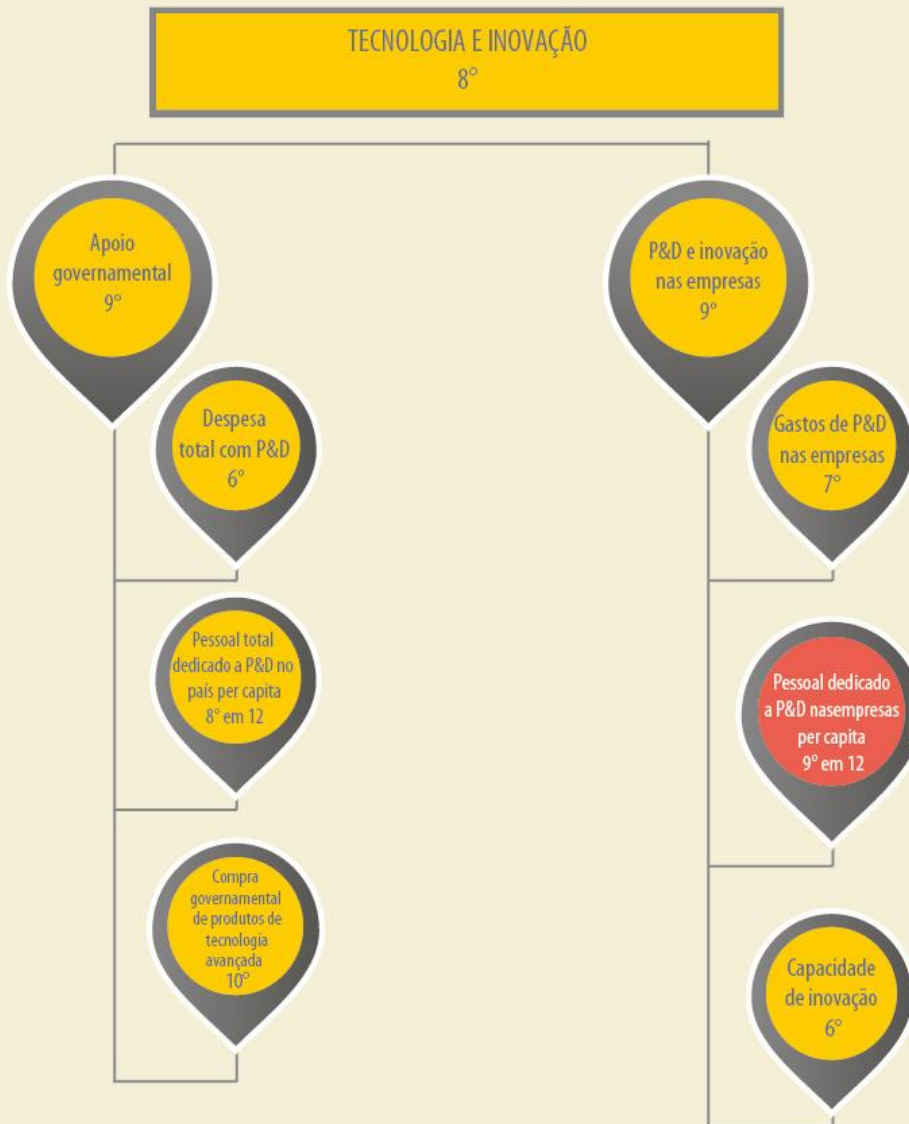 TECNOLOGIA E INOVAÇÃO
8°
Apoio
governamental
9°
Despesa
total com P&D
6°
Pessoal total
dedicado a P&D no
país per capita
8° em 12
Compra
governamental
de produtos de
tecnologia
avançada
10°
P&D e inovação
nas empresas
9°
Gastos de P&D
nas empresas
7°
Pessoal dedicado
a P&D nasempresas
per capita
9° em 12
Capacidade
de inovação
6°